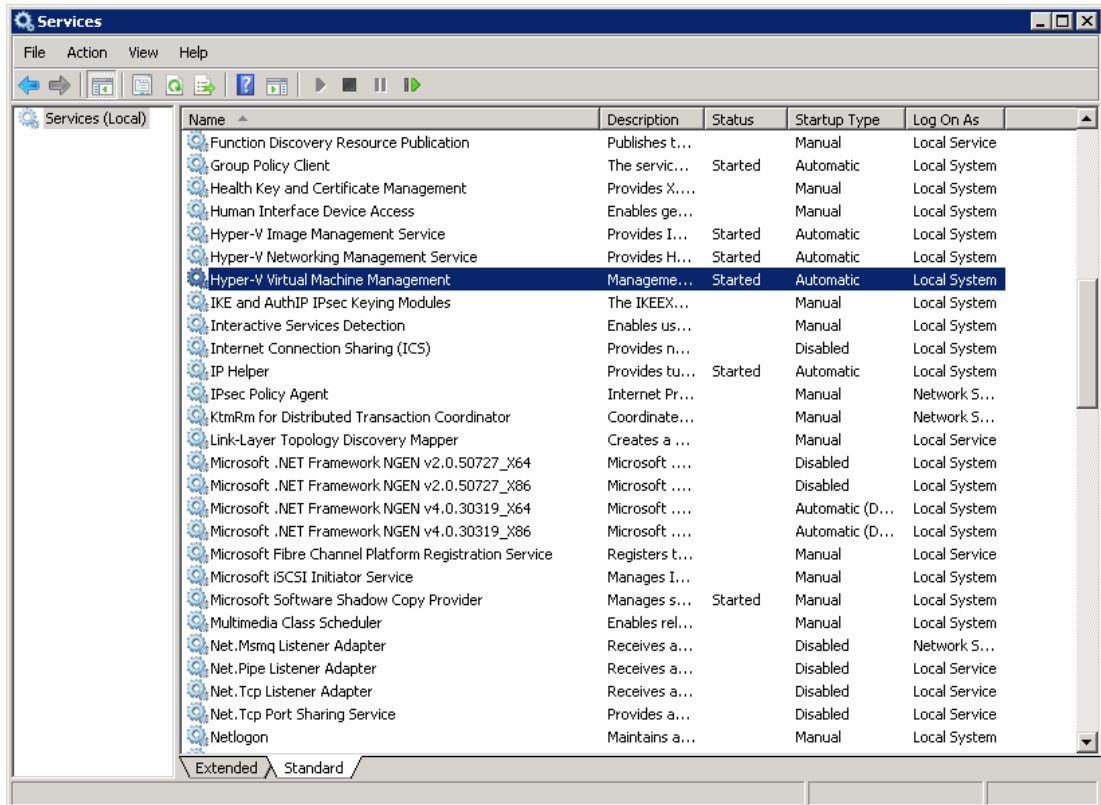 Services
File Action View Help
Services (Local)
Name Description Status Startup Type Log On As
Function Discovery Resource Publication Publishes t... Manual Local Service
Group Policy Client The servic... Started Automatic Local System
Health Key and Certificate Management Provides X.... Manual Local System
Human Interface Device Access Enables ge... Manual Local System
Hyper-V Image Management Service Provides I... Started Automatic Local System
Hyper-V Networking Management Service Provides H... Started Automatic Local System
Hyper-V Virtual Machine Management Manageme... Started Automatic Local System
IKE and AuthIP IPsec Keying Modules The IKEEX... Manual Local System
Interactive Services Detection Enables us... Manual Local System
Internet Connection Sharing (ICS) Provides n... Disabled Local System
IP Helper Provides tu... Started Automatic Local System
IPsec Policy Agent Internet Pr... Manual Network S...
KtmRm for Distributed Transaction Coordinator Coordinate... Manual Network S...
Link-Layer Topology Discovery Mapper Creates a ... Manual Local Service
Microsoft .NET Framework NGEN v2.0.50727_X64 Microsoft .... Disabled Local System
Microsoft .NET Framework NGEN v2.0.50727_X86 Microsoft .... Disabled Local System
Microsoft .NET Framework NGEN v4.0.30319_X64 Microsoft .... Automatic (D... Local System
Microsoft .NET Framework NGEN v4.0.30319_X86 Microsoft .... Automatic (D... Local System
Microsoft Fibre Channel Platform Registration Service Registers t... Manual Local Service
Microsoft iSCSI Initiator Service Manages I... Manual Local System
Microsoft Software Shadow Copy Provider Manages s... Started Manual Local System
Multimedia Class Scheduler Enables rel... Manual Local System
Net.Msmq Listener Adapter Receives a... Disabled Network S...
Net.Pipe Listener Adapter Receives a... Disabled Local Service
Net.Tcp Listener Adapter Receives a... Disabled Local Service
Net.Tcp Port Sharing Service Provides a... Disabled Local Service
Netlogon Maintains a... Manual Local System
Extended Standard